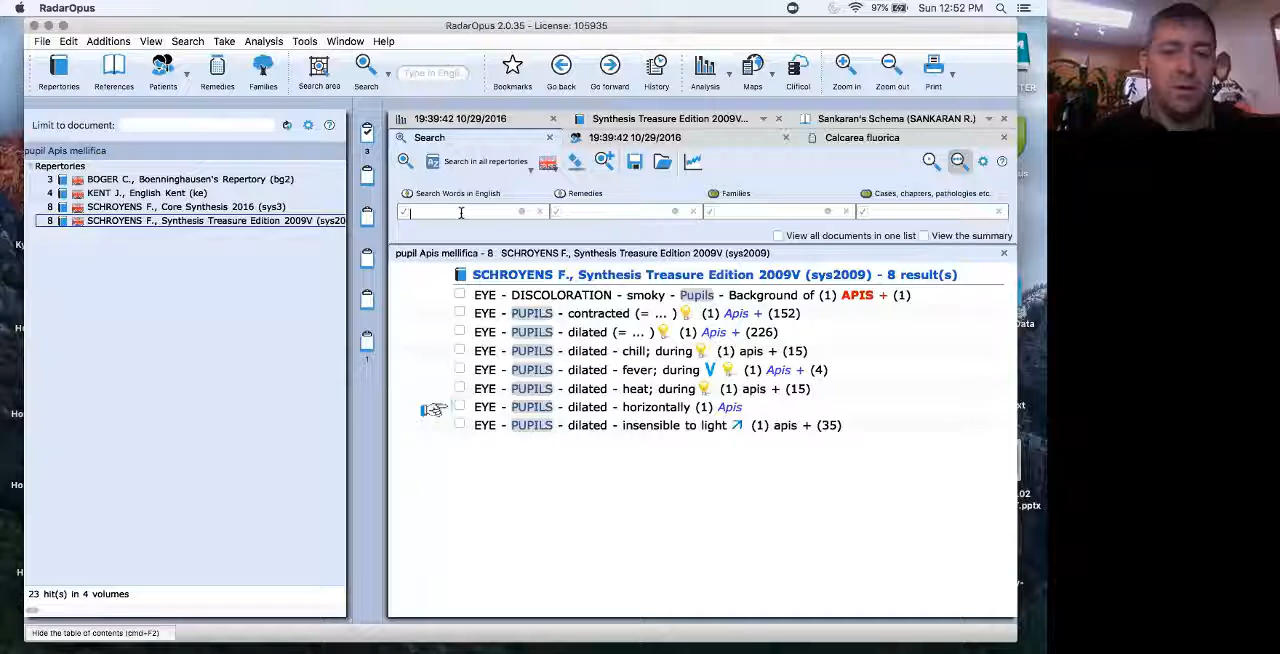 RadarOpus
97%
Sun 12:52 PM
RadarOpus 2.0.35 - License: 105935
File Edit Additions View Search Take Analysis Tools Window Help
Type in Engl..
Repertories References Patients Remedies Families Search area Search Bookmarks Go back Go forward History Analysis Maps Clificol Zoom in Zoom out Print
Limit to document:
pupil Apis mellifica
Repertories
3 BOGER C., Boenninghausen's Repertory (bg2)
4 KENT J., English Kent (ke)
8 SCHROYENS F., Core Synthesis 2016 (sys3)
8 SCHROYENS F., Synthesis Treasure Edition 2009V (sys20
23 hit(s) in 4 volumes
Hide the table of contents (cmd+F2)
3
1
19:39:42 10/29/2016
Synthesis Treasure Edition 2009V...
Sankaran's Schema (SANKARAN R.)
Search
19:39:42 10/29/2016
Calcarea fluorica
Search in all repertories
Search Words in English
Remedies
Families
Cases, chapters, pathologies etc.
View all documents in one list
View the summary
pupil Apis mellifica - 8 SCHROYENS F., Synthesis Treasure Edition 2009V (sys2009)
SCHROYENS F., Synthesis Treasure Edition 2009V (sys2009) - 8 result(s)
EYE - DISCOLORATION - smoky - Pupils - Background of (1) APIS + (1)
EYE - PUPILS - contracted (= ... ) (1) Apis + (152)
EYE - PUPILS - dilated (= ... ) (1) Apis + (226)
EYE - PUPILS - dilated - chill; during (1) apis + (15)
EYE - PUPILS - dilated - fever; during V (1) Apis + (4)
EYE - PUPILS - dilated - heat; during (1) apis + (15)
EYE - PUPILS - dilated - horizontally (1) Apis
EYE - PUPILS - dilated - insensible to light (1) apis + (35)
Data
.02
.pptx